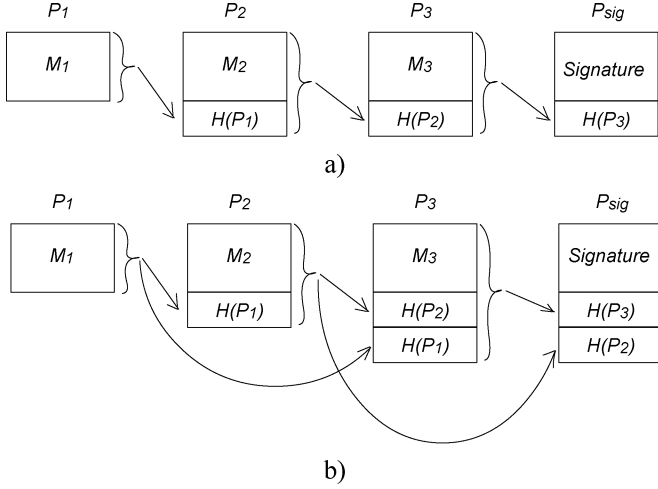 P1 P2 P3 Psig
M1 M2 M3 Signature
H(P1) H(P2) H(P3)
a)
P1 P2 P3 Psig
M1 M2 M3 Signature
H(P1) H(P2) H(P3)
H(P1) H(P2)
b)